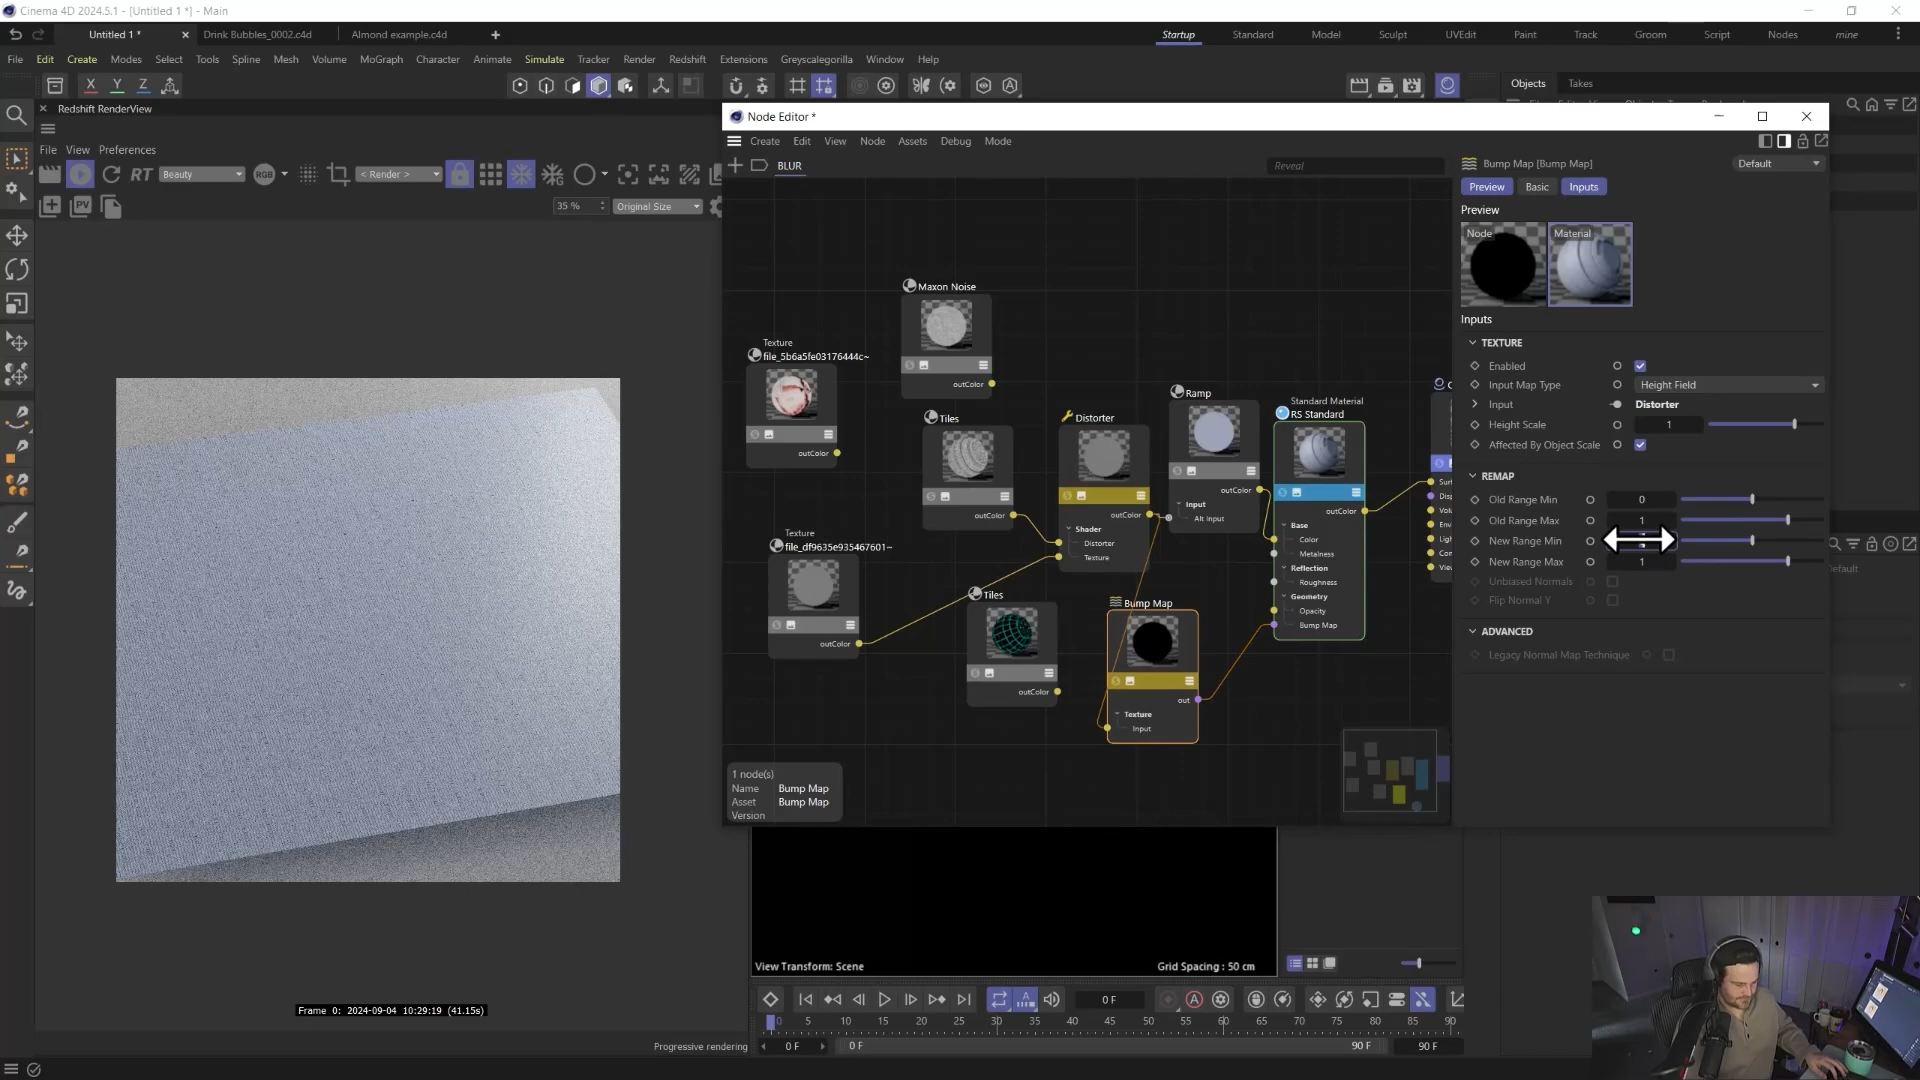 Cinema 4D 2024.5.1 - [Untitled 1 *] - Main
Untitled 1 *
Drink Bubbles_0002.c4d
Almond example.c4d
Startup
Standard
Model
Sculpt
UVEdit
Paint
Track
Groom
Script
Nodes
mine
File Edit Create Modes Select Tools Spline Mesh Volume MoGraph Character Animate Simulate Tracker Render Redshift Extensions Greyscalegorilla Window Help
X Y Z
Objects Takes
Redshift RenderView
File View Preferences
RT Beauty RGB < Render >
35 % Original Size
Frame 0: 2024-09-04 10:29:19 (41.15s)
Progressive rendering
Node Editor *
Create Edit View Node Assets Debug Mode
BLUR
Reveal
Maxon Noise
outColor
Texture
file_5b6a5fe03176444c~
outColor
Tiles
outColor
Distorter
outColor
Shader
Distorter
Texture
Ramp
outColor
Input
Alt Input
Standard Material
RS Standard
outColor
Base
Color
Metalness
Reflection
Roughness
Geometry
Opacity
Bump Map
Texture
file_df9635e935467601~
outColor
Tiles
outColor
Bump Map
out
Texture
Input
1 node(s)
Name Bump Map
Asset Bump Map
Version
Bump Map [Bump Map]
Default
Preview Basic Inputs
Preview
Node
Material
Inputs
TEXTURE
Enabled
Input Map Type Height Field
Input Distorter
Height Scale 1
Affected By Object Scale
REMAP
Old Range Min 0
Old Range Max 1
New Range Min
New Range Max 1
Unbiased Normals
Flip Normal Y
ADVANCED
Legacy Normal Map Technique
View Transform: Scene
Grid Spacing : 50 cm
0 F
0 5 10 15 20 25 30 35 40 45 50 55 60 65 70 75 80 85 90
0 F 0 F 90 F 90 F